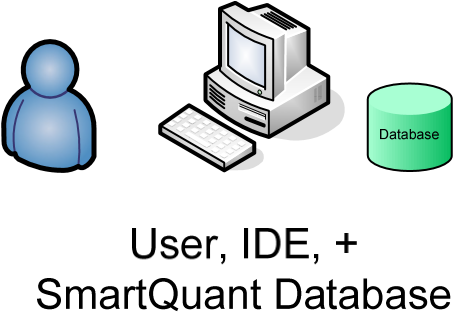 Database
User, IDE, +
SmartQuant Database